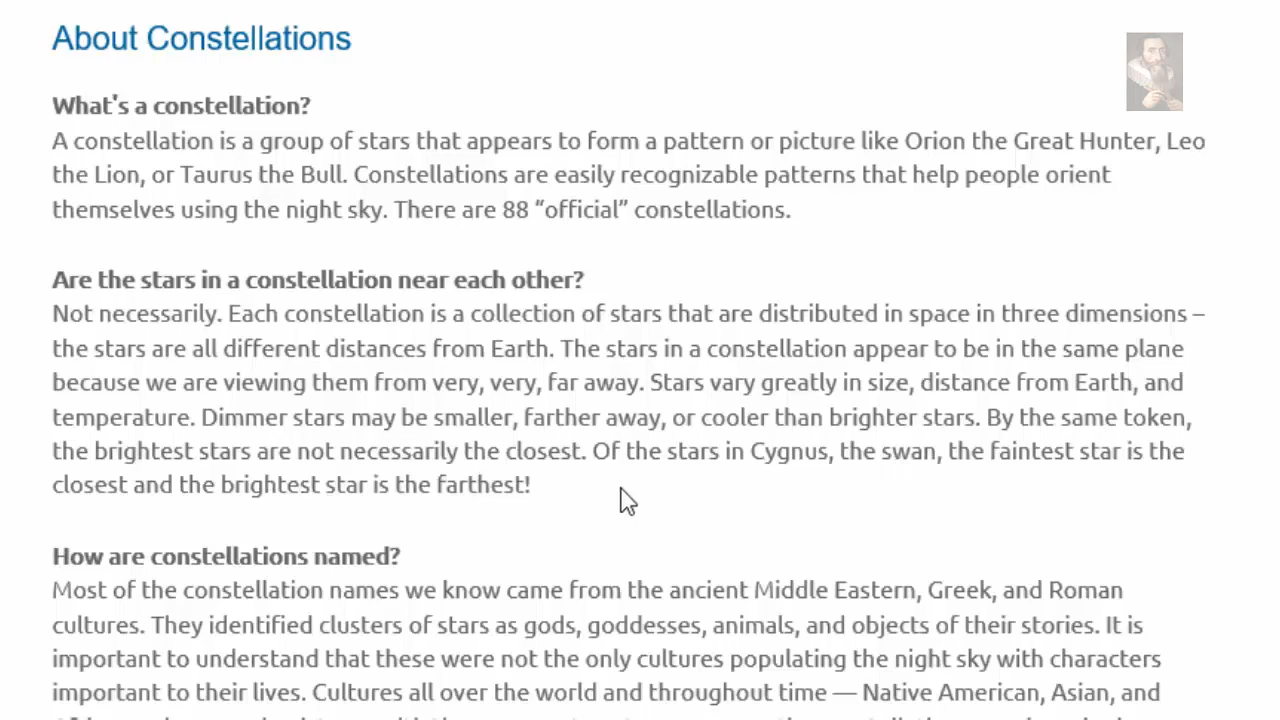 About Constellations
What's a constellation?
A constellation is a group of stars that appears to form a pattern or picture like Orion the Great Hunter, Leo
the Lion, or Taurus the Bull. Constellations are easily recognizable patterns that help people orient
themselves using the night sky. There are 88 “official” constellations.
Are the stars in a constellation near each other?
Not necessarily. Each constellation is a collection of stars that are distributed in space in three dimensions –
the stars are all different distances from Earth. The stars in a constellation appear to be in the same plane
because we are viewing them from very, very, far away. Stars vary greatly in size, distance from Earth, and
temperature. Dimmer stars may be smaller, farther away, or cooler than brighter stars. By the same token,
the brightest stars are not necessarily the closest. Of the stars in Cygnus, the swan, the faintest star is the
closest and the brightest star is the farthest!
How are constellations named?
Most of the constellation names we know came from the ancient Middle Eastern, Greek, and Roman
cultures. They identified clusters of stars as gods, goddesses, animals, and objects of their stories. It is
important to understand that these were not the only cultures populating the night sky with characters
important to their lives. Cultures all over the world and throughout time — Native American, Asian, and